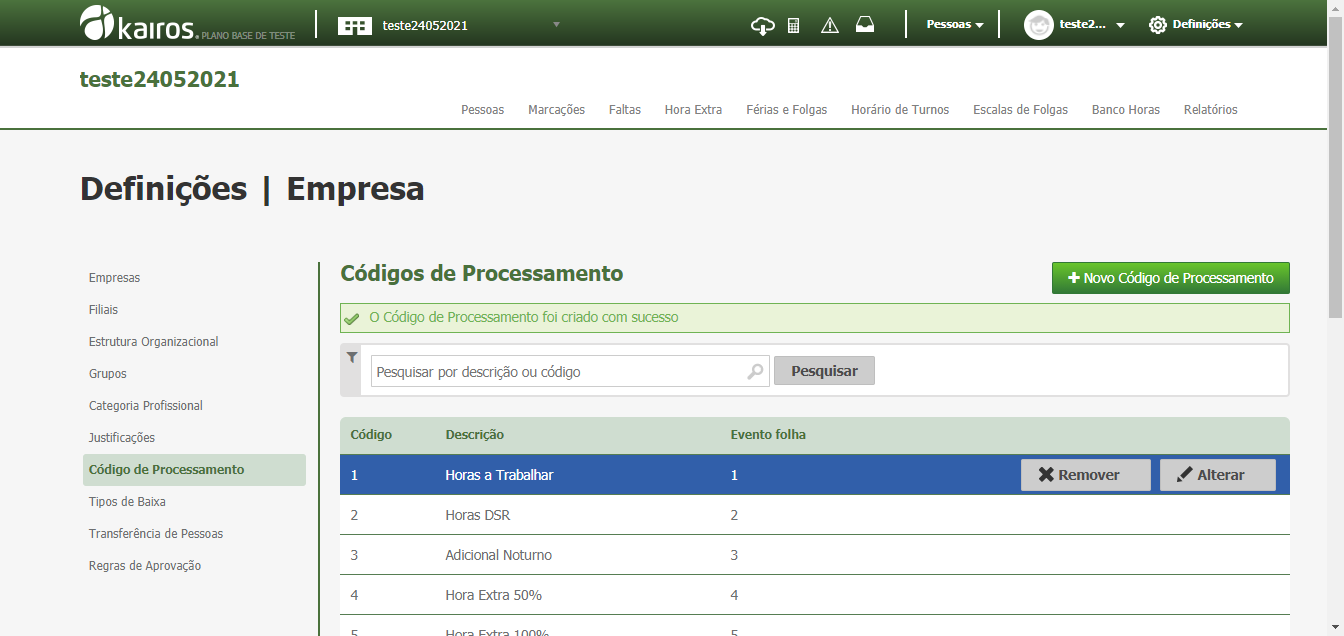 kairos. PLANO BASE DE TESTE
teste24052021
Pessoas
teste2...
Definições
teste24052021
Pessoas Marcações Faltas Hora Extra Férias e Folgas Horário de Turnos Escalas de Folgas Banco Horas Relatórios
Definições | Empresa
Empresas
Filiais
Estrutura Organizacional
Grupos
Categoria Profissional
Justificações
Código de Processamento
Tipos de Baixa
Transferência de Pessoas
Regras de Aprovação
Códigos de Processamento
Novo Código de Processamento
O Código de Processamento foi criado com sucesso
Pesquisar por descrição ou código
Pesquisar
Código Descrição Evento folha
1 Horas a Trabalhar 1 Remover Alterar
2 Horas DSR 2
3 Adicional Noturno 3
4 Hora Extra 50% 4
5 Hora Extra 100% 5